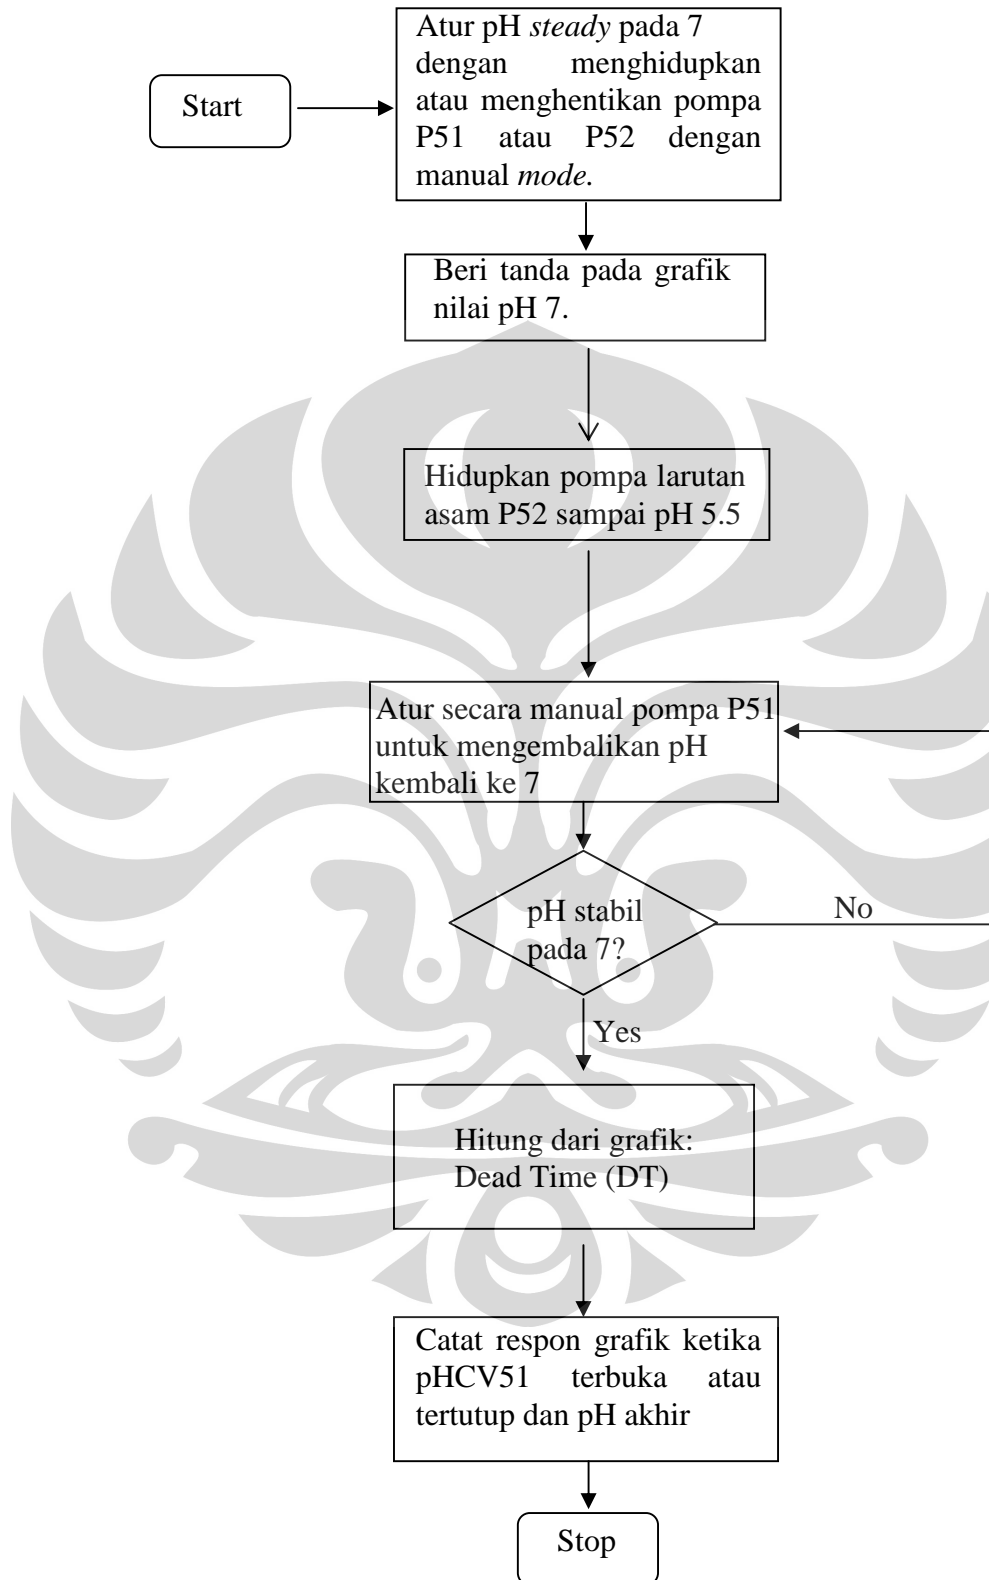 Start
Atur pH steady pada 7
dengan menghidupkan
atau menghentikan pompa
P51 atau P52 dengan
manual mode.
Beri tanda pada grafik
nilai pH 7.
Hidupkan pompa larutan
asam P52 sampai pH 5.5
Atur secara manual pompa P51
untuk mengembalikan pH
kembali ke 7
pH stabil
pada 7?
No
Yes
Hitung dari grafik:
Dead Time (DT)
Catat respon grafik ketika
pHCV51 terbuka atau
tertutup dan pH akhir
Stop